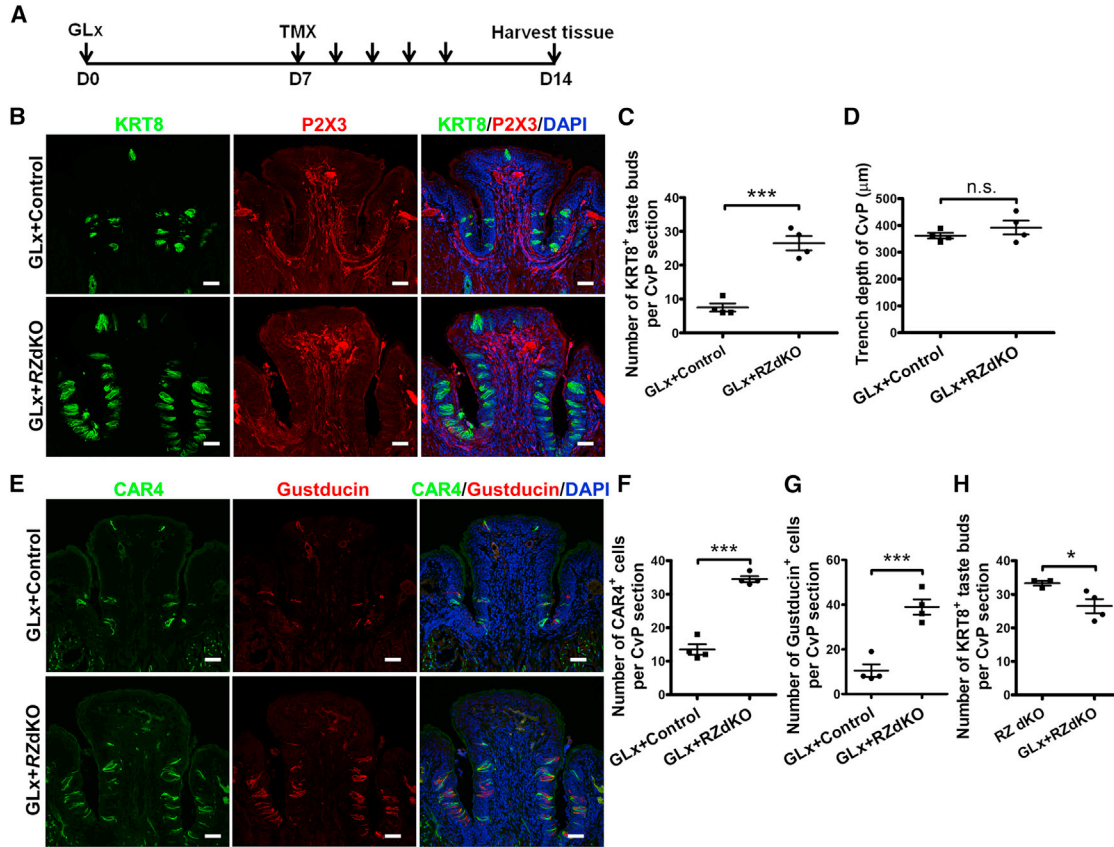 A
GLx
TMX
Harvest tissue
D0
D7
D14
B
KRT8
P2X3
KRT8/P2X3/DAPI
GLx+Control
GLx+RZdKO
C
Number of KRT8+ taste buds
per CvP section
40
30
20
10
0
***
GLx+Control
GLx+RZdKO
D
Trench depth of CvP (μm)
500
400
300
200
100
0
n.s.
GLx+Control
GLx+RZdKO
E
CAR4
Gustducin
CAR4/Gustducin/DAPI
GLx+Control
GLx+RZdKO
F
Number of CAR4+ cells
per CvP section
40
30
20
10
0
***
GLx+Control
GLx+RZdKO
G
Number of Gustducin+ cells
per CvP section
60
40
20
0
***
GLx+Control
GLx+RZdKO
H
Number of KRT8+ taste buds
per CvP section
40
30
20
10
0
*
RZ dKO
GLx+RZdKO